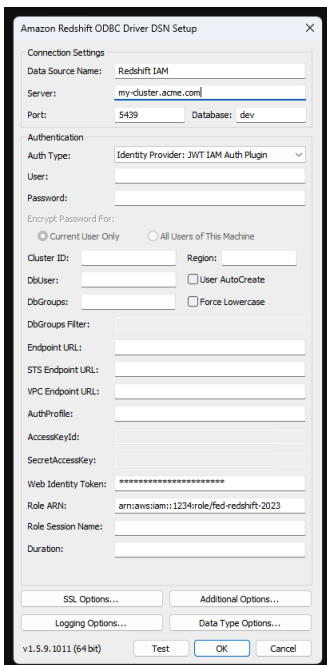 Amazon Redshift ODBC Driver DSN Setup
Connection Settings
Data Source Name: Redshift IAM
Server: my-cluster.acme.com
Port: 5439 Database: dev
Authentication
Auth Type: Identity Provider: JWT IAM Auth Plugin
User:
Password:
Encrypt Password For:
Current User Only All Users of This Machine
Cluster ID: Region:
DbUser: User AutoCreate
DbGroups: Force Lowercase
DbGroups Filter:
Endpoint URL:
STS Endpoint URL:
VPC Endpoint URL:
AuthProfile:
AccessKeyId:
SecretAccessKey:
Web Identity Token: **********************
Role ARN: arn:aws:iam::1234:role/fed-redshift-2023
Role Session Name:
Duration:
SSL Options... Additional Options...
Logging Options... Data Type Options...
v1.5.9.1011 (64 bit) Test OK Cancel